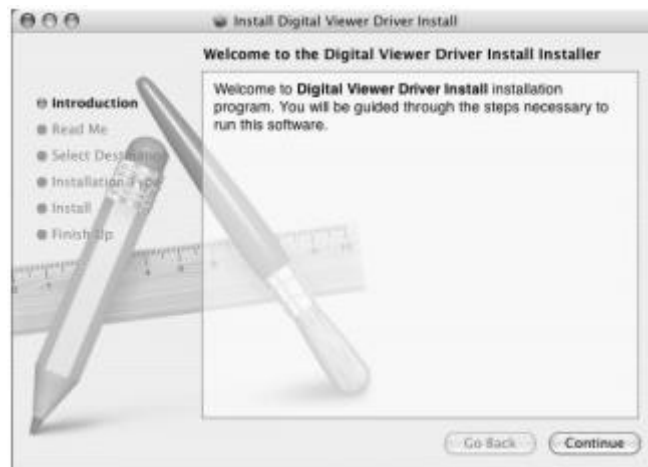 Install Digital Viewer Driver Install
Welcome to the Digital Viewer Driver Install Installer
Introduction
Read Me
Select Destination
Installation Type
Install
Finish Up
Welcome to Digital Viewer Driver Install installation
program. You will be guided through the steps necessary to
run this software.
Go Back
Continue